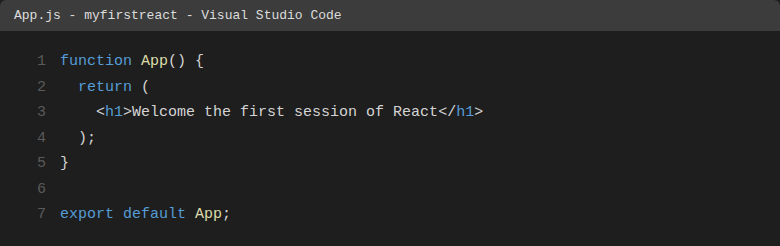 App.js - myfirstreact - Visual Studio Code
1 function App() {
2   return (
3     <h1>Welcome the first session of React</h1>
4   );
5 }
6
7 export default App;